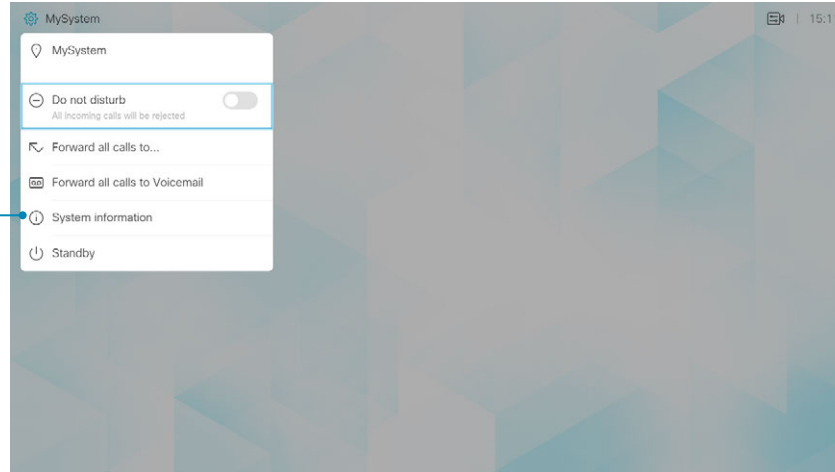 MySystem
15:1
MySystem
Do not disturb
All incoming calls will be rejected
Forward all calls to...
Forward all calls to Voicemail
System information
Standby